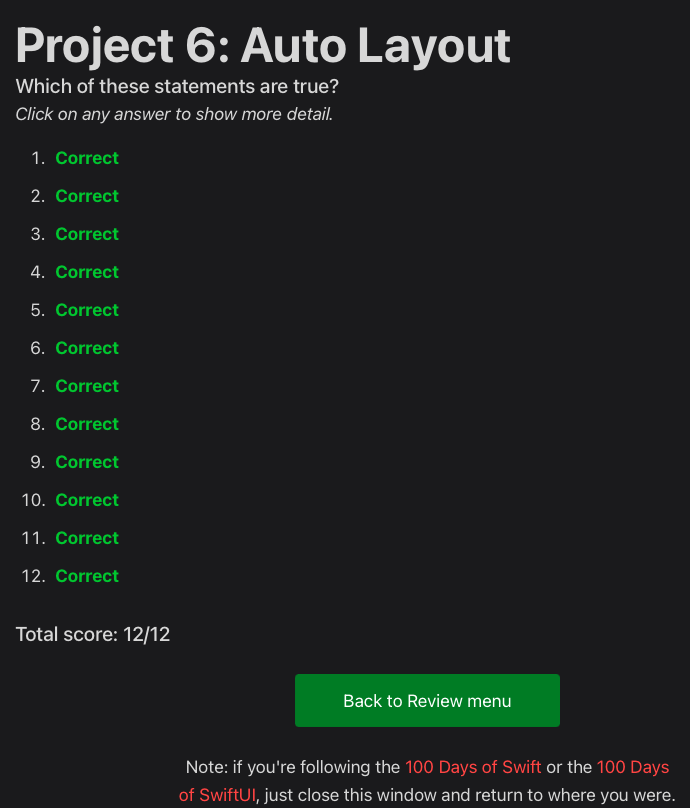 Project 6: Auto Layout
Which of these statements are true?
Click on any answer to show more detail.
1. Correct
2. Correct
3. Correct
4. Correct
5. Correct
6. Correct
7. Correct
8. Correct
9. Correct
10. Correct
11. Correct
12. Correct
Total score: 12/12
Back to Review menu
Note: if you're following the 100 Days of Swift or the 100 Days
of SwiftUI, just close this window and return to where you were.